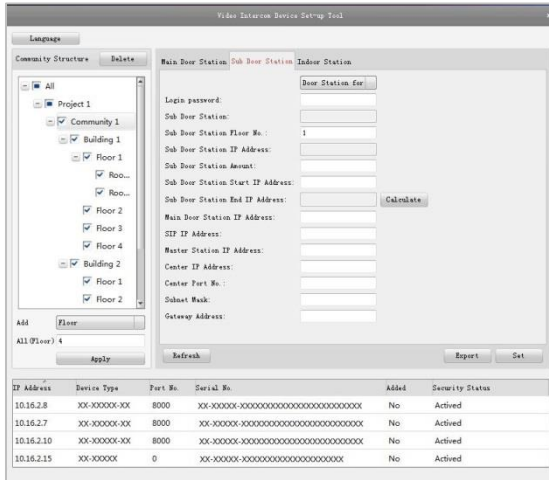 Video Intercom Device Set-up Tool
Language
Community Structure Delete
Main Door Station Sub Door Station Indoor Station
All
Project 1
Community 1
Building 1
Floor 1
Roo...
Roo...
Floor 2
Floor 3
Floor 4
Building 2
Floor 1
Floor 2
Add Floor
All(Floor) 4
Apply
Door Station for
Login password:
Sub Door Station:
Sub Door Station Floor No.: 1
Sub Door Station IP Address:
Sub Door Station Amount:
Sub Door Station Start IP Address:
Sub Door Station End IP Address: Calculate
Main Door Station IP Address:
SIP IP Address:
Master Station IP Address:
Center IP Address:
Center Port No.:
Subnet Mask:
Gateway Address:
Refresh Export Set
IP Address Device Type Port No. Serial No. Added Security Status
10.16.2.8 XX-XXXXX-XX 8000 XX-XXXXX-XXXXXXXXXXXXXXXXXXXXXXX No Actived
10.16.2.7 XX-XXXXX-XX 8000 XX-XXXXX-XXXXXXXXXXXXXXXXXXXXXXX No Actived
10.16.2.10 XX-XXXXX-XX 8000 XX-XXXXX-XXXXXXXXXXXXXXXXXXXXXXX No Actived
10.16.2.15 XX-XXXXX 0 XX-XXXXX-XXXXXXXXXXXXXXXXXXX No Actived